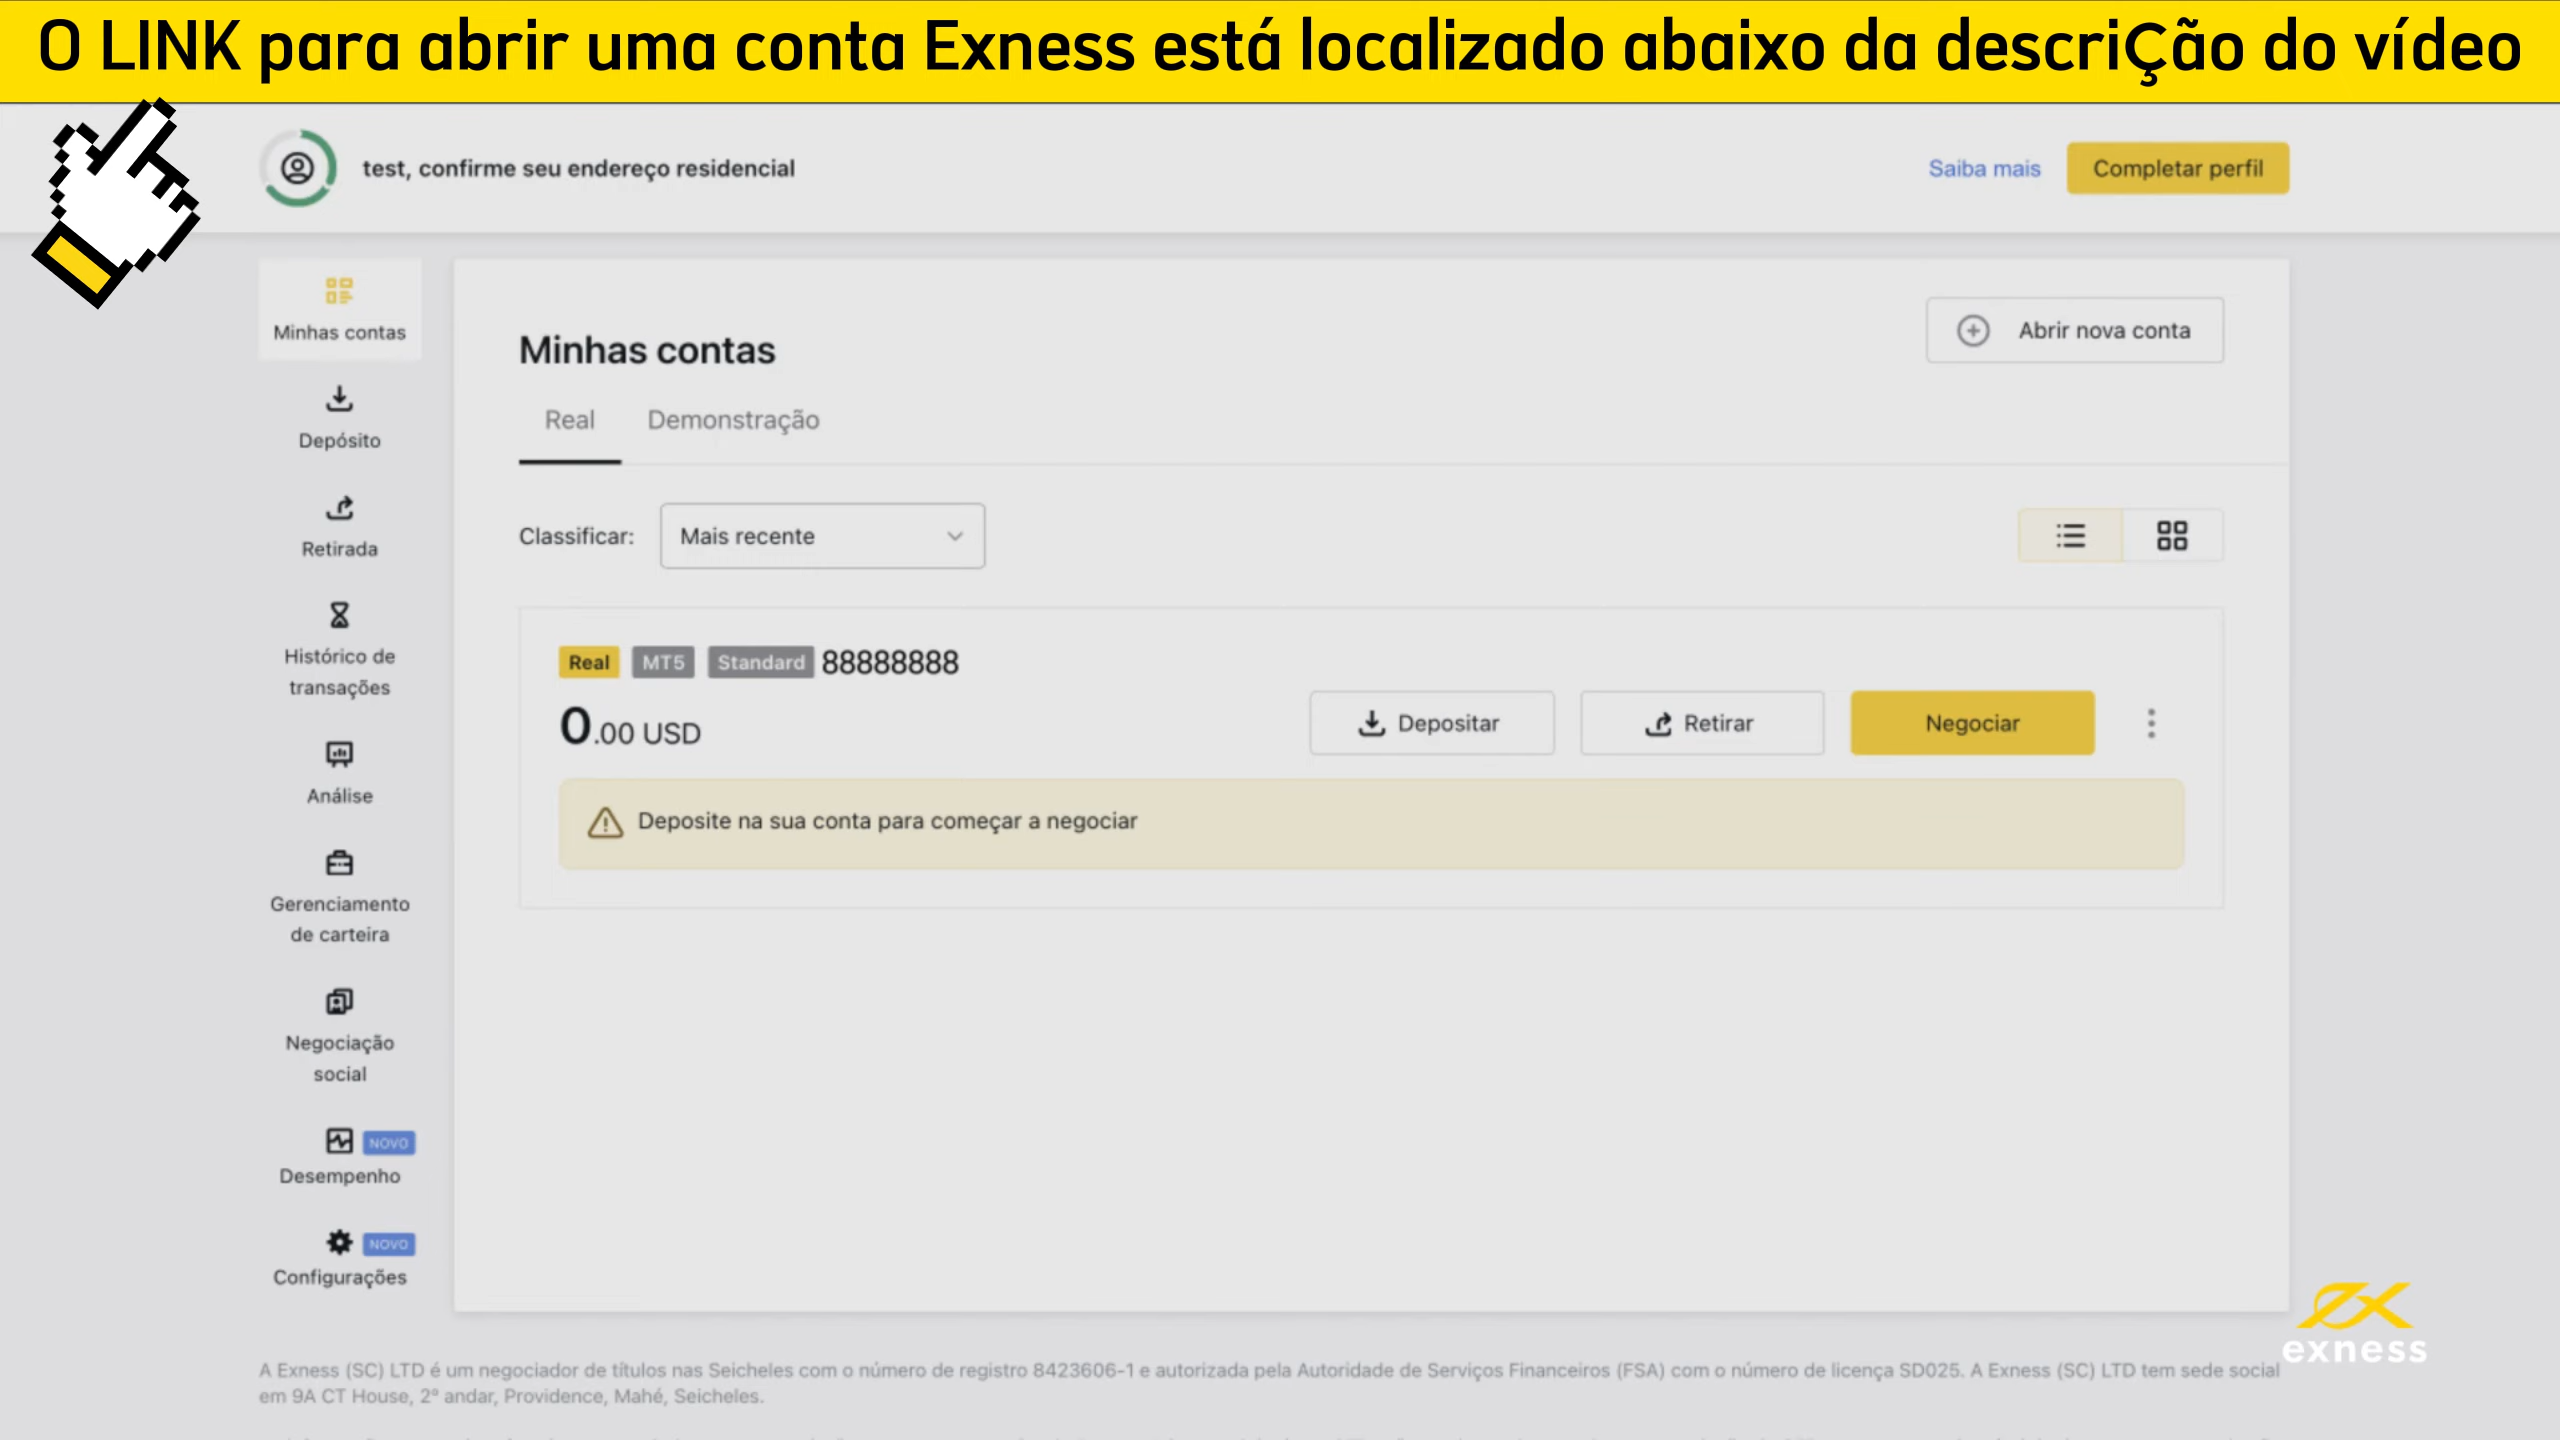 O LINK para abrir uma conta Exness está localizado abaixo da descriÇão do vídeo
test, confirme seu endereço residencial
Saiba mais
Completar perfil
Minhas contas
Depósito
Retirada
Histórico de
transações
Análise
Gerenciamento
de carteira
Negociação
social
NOVO
Desempenho
NOVO
Configurações
Minhas contas
Abrir nova conta
Real
Demonstração
Classificar:
Mais recente
Real MT5 Standard 88888888
0.00 USD
Depositar
Retirar
Negociar
Deposite na sua conta para começar a negociar
exness
A Exness (SC) LTD é um negociador de títulos nas Seicheles com o número de registro 8423606-1 e autorizada pela Autoridade de Serviços Financeiros (FSA) com o número de licença SD025. A Exness (SC) LTD tem sede social
em 9A CT House, 2º andar, Providence, Mahé, Seicheles.